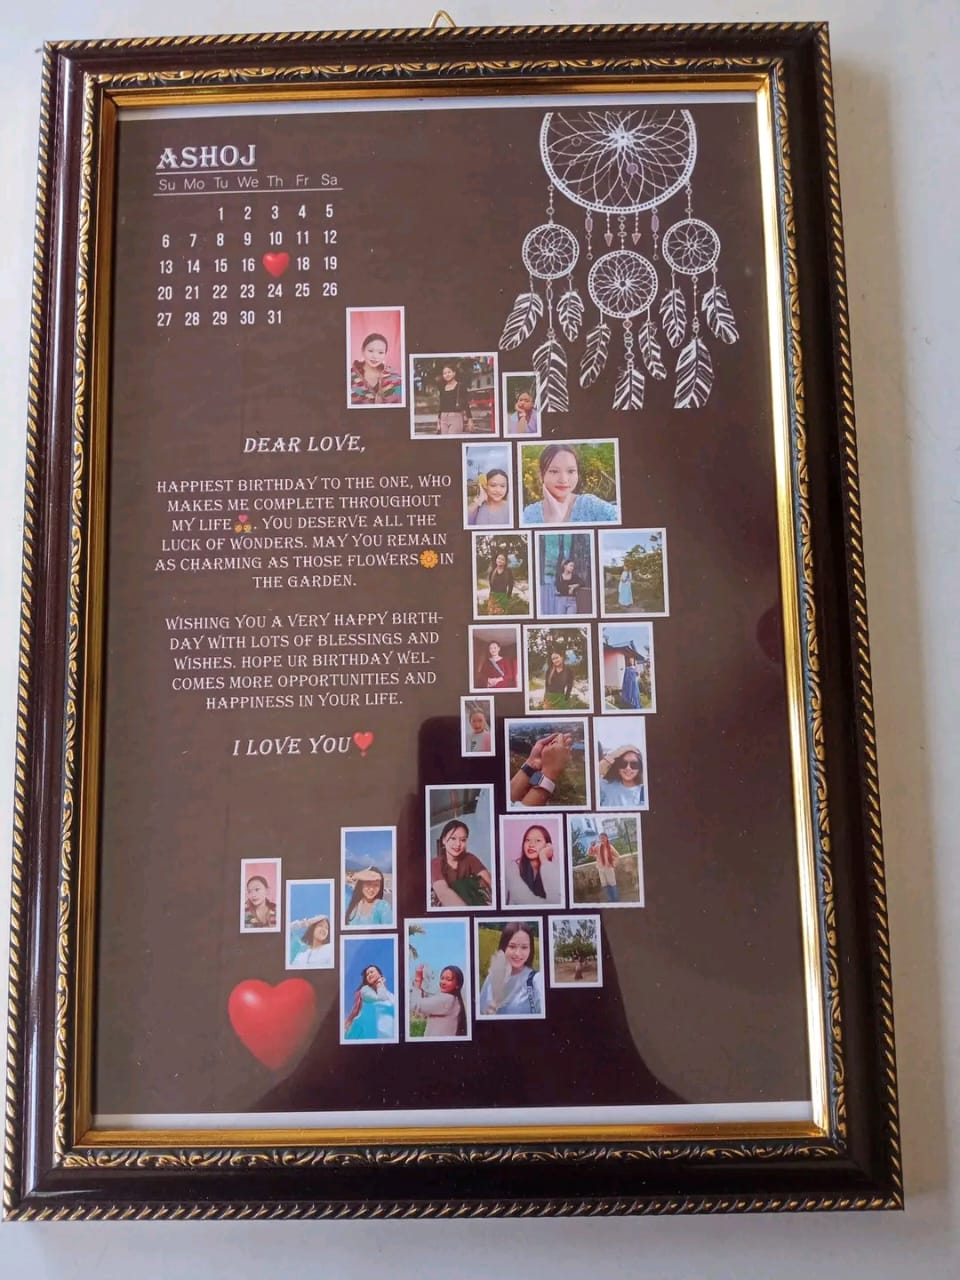 ASHOJ
Su Mo Tu We Th Fr Sa
1 2 3 4 5
6 7 8 9 10 11 12
13 14 15 16 ❤️ 18 19
20 21 22 23 24 25 26
27 28 29 30 31
DEAR LOVE,
HAPPIEST BIRTHDAY TO THE ONE, WHO
MAKES ME COMPLETE THROUGHOUT
MY LIFE💑. YOU DESERVE ALL THE
LUCK OF WONDERS. MAY YOU REMAIN
AS CHARMING AS THOSE FLOWERS🌼IN
THE GARDEN.
WISHING YOU A VERY HAPPY BIRTH-
DAY WITH LOTS OF BLESSINGS AND
WISHES. HOPE UR BIRTHDAY WEL-
COMES MORE OPPORTUNITIES AND
HAPPINESS IN YOUR LIFE.
I LOVE YOU❣️